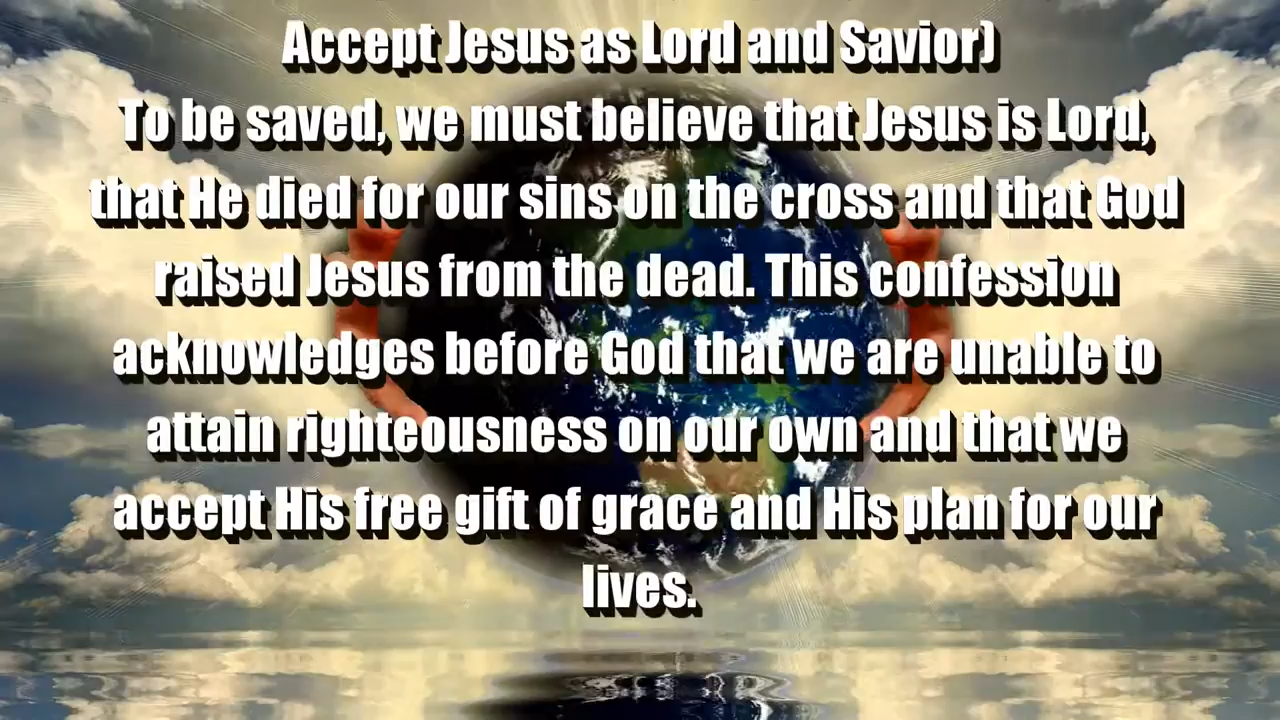 Accept Jesus as Lord and Savior)
To be saved, we must believe that Jesus is Lord,
that He died for our sins on the cross and that God
raised Jesus from the dead. This confession
acknowledges before God that we are unable to
attain righteousness on our own and that we
accept His free gift of grace and His plan for our
lives.